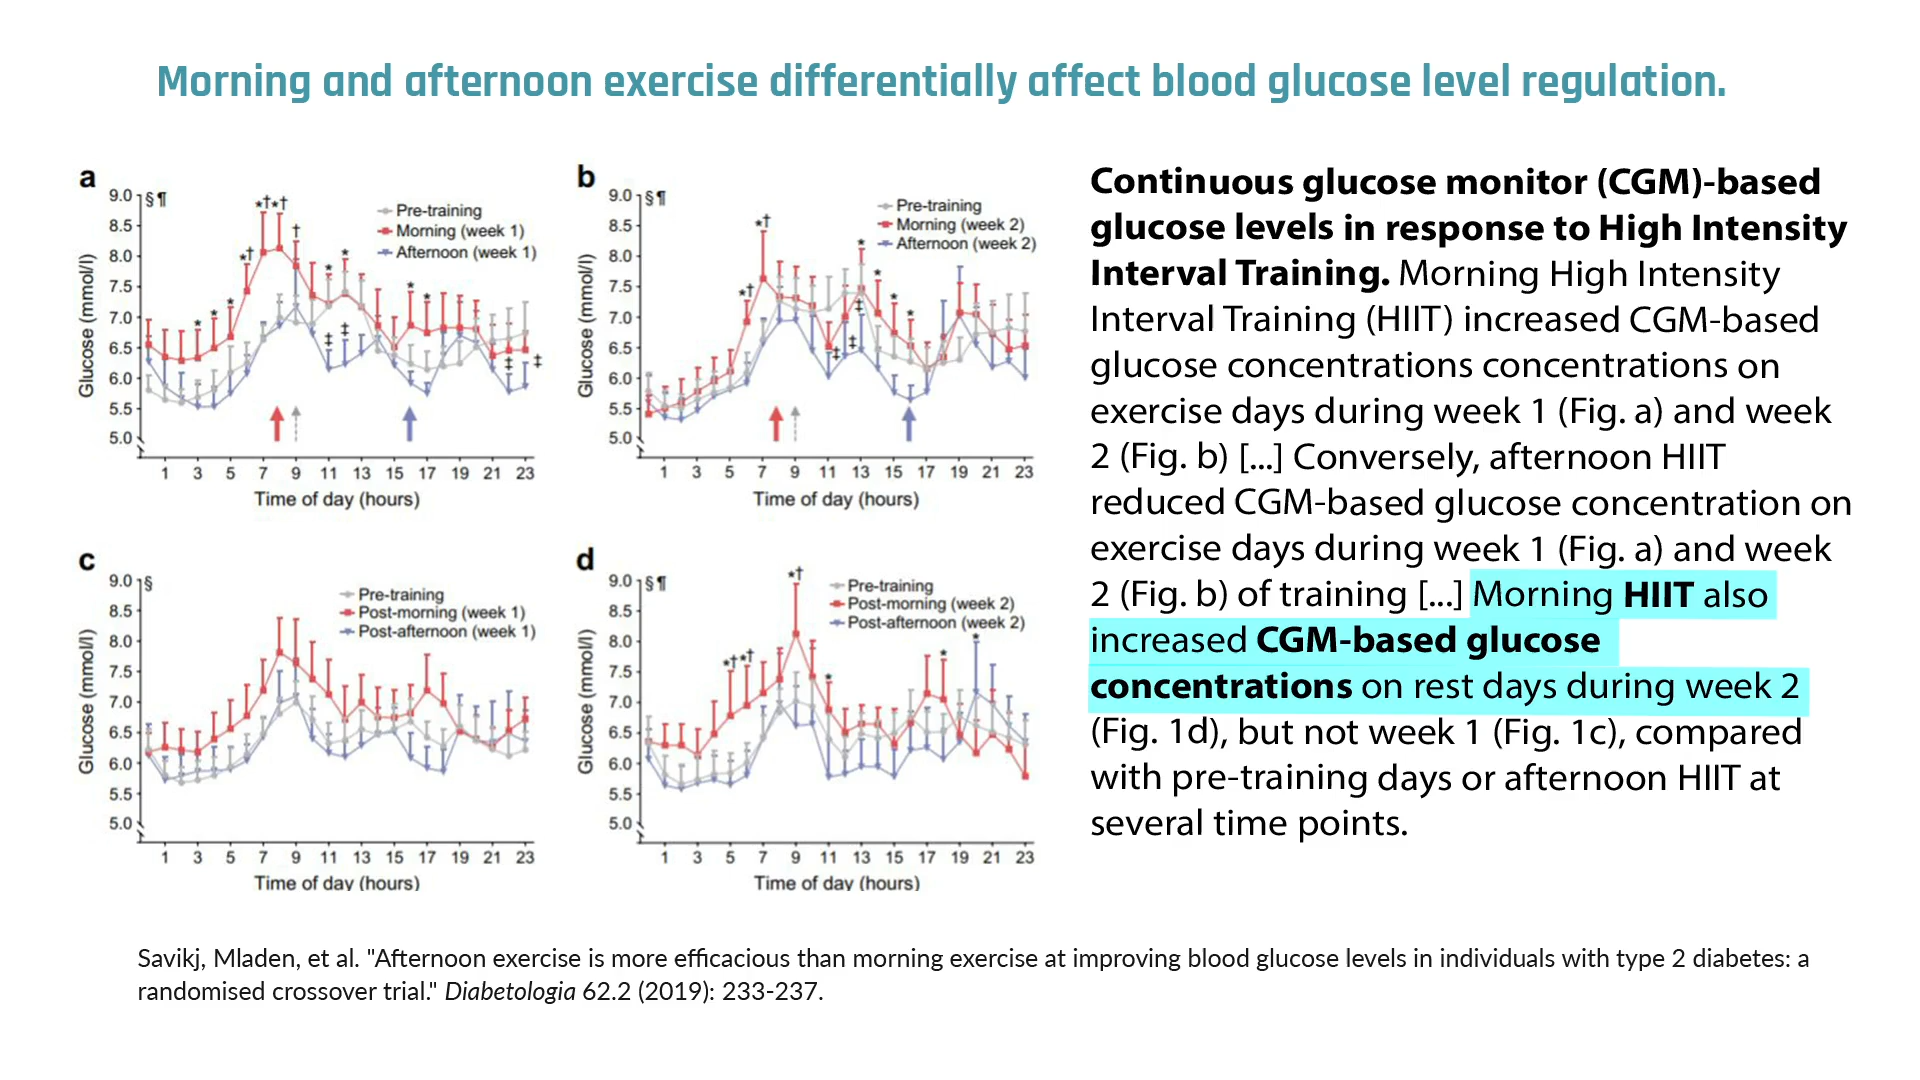 Morning and afternoon exercise differentially affect blood glucose level regulation.
a
§ ¶
9.0
8.5
8.0
7.5
7.0
6.5
6.0
5.5
5.0
Glucose (mmol/l)
*† *†
*†
†
*
*
*
*
*
*
*
‡
‡
‡
‡
Pre-training
Morning (week 1)
Afternoon (week 1)
1 3 5 7 9 11 13 15 17 19 21 23
Time of day (hours)
b
§ ¶
9.0
8.5
8.0
7.5
7.0
6.5
6.0
5.5
5.0
Glucose (mmol/l)
*†
*†
*
*
*
*
‡
‡
‡
Pre-training
Morning (week 2)
Afternoon (week 2)
1 3 5 7 9 11 13 15 17 19 21 23
Time of day (hours)
c
§
9.0
8.5
8.0
7.5
7.0
6.5
6.0
5.5
5.0
Glucose (mmol/l)
Pre-training
Post-morning (week 1)
Post-afternoon (week 1)
1 3 5 7 9 11 13 15 17 19 21 23
Time of day (hours)
d
§ ¶
9.0
8.5
8.0
7.5
7.0
6.5
6.0
5.5
5.0
Glucose (mmol/l)
*†
*† *†
*
*
*
Pre-training
Post-morning (week 2)
Post-afternoon (week 2)
1 3 5 7 9 11 13 15 17 19 21 23
Time of day (hours)
Continuous glucose monitor (CGM)-based
glucose levels in response to High Intensity
Interval Training. Morning High Intensity
Interval Training (HIIT) increased CGM-based
glucose concentrations concentrations on
exercise days during week 1 (Fig. a) and week
2 (Fig. b) [...] Conversely, afternoon HIIT
reduced CGM-based glucose concentration on
exercise days during week 1 (Fig. a) and week
2 (Fig. b) of training [...] Morning HIIT also
increased CGM-based glucose
concentrations on rest days during week 2
(Fig. 1d), but not week 1 (Fig. 1c), compared
with pre-training days or afternoon HIIT at
several time points.
Savikj, Mladen, et al. "Afternoon exercise is more efficacious than morning exercise at improving blood glucose levels in individuals with type 2 diabetes: a
randomised crossover trial." Diabetologia 62.2 (2019): 233-237.